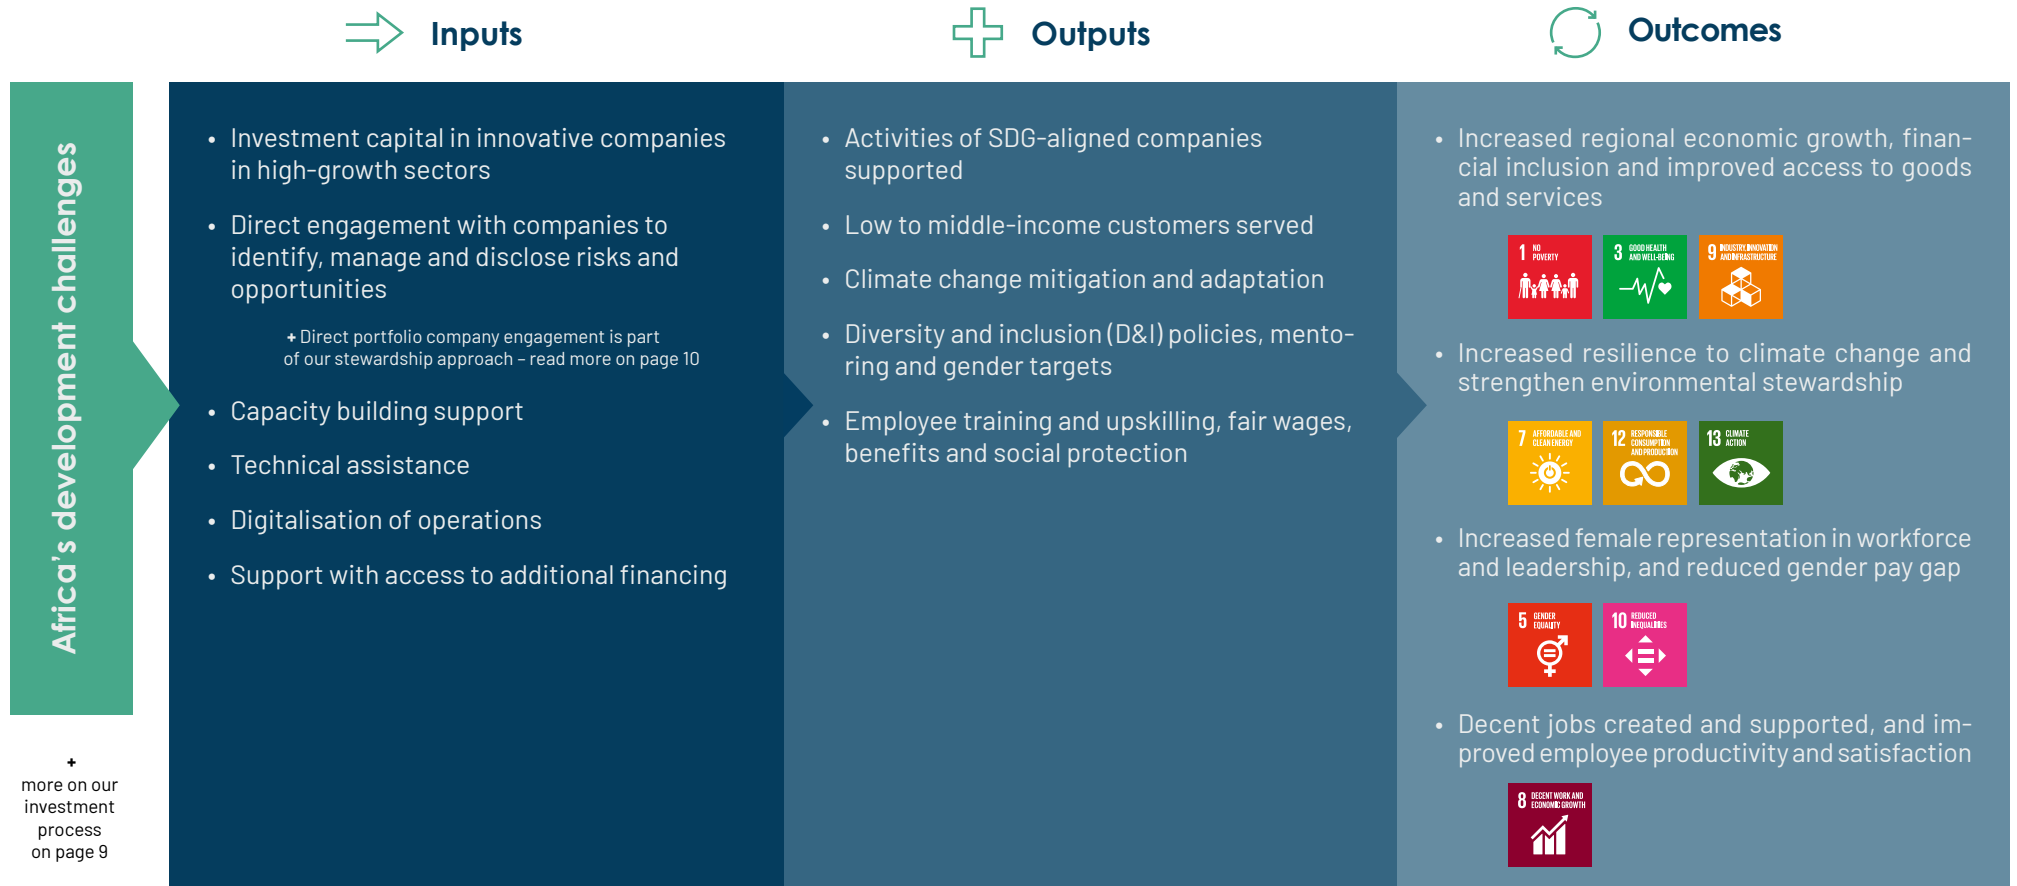 Inputs
Outputs
Outcomes
Africa's development challenges
+
more on our
investment
process
on page 9
• Investment capital in innovative companies
in high-growth sectors
• Direct engagement with companies to
identify, manage and disclose risks and
opportunities
+ Direct portfolio company engagement is part
of our stewardship approach – read more on page 10
• Capacity building support
• Technical assistance
• Digitalisation of operations
• Support with access to additional financing
• Activities of SDG-aligned companies
supported
• Low to middle-income customers served
• Climate change mitigation and adaptation
• Diversity and inclusion (D&I) policies, mento-
ring and gender targets
• Employee training and upskilling, fair wages,
benefits and social protection
• Increased regional economic growth, finan-
cial inclusion and improved access to goods
and services
1 NO
POVERTY
3 GOOD HEALTH
AND WELL-BEING
9 INDUSTRY, INNOVATION
AND INFRASTRUCTURE
• Increased resilience to climate change and
strengthen environmental stewardship
7 AFFORDABLE AND
CLEAN ENERGY
12 RESPONSIBLE
CONSUMPTION
AND PRODUCTION
13 CLIMATE
ACTION
• Increased female representation in workforce
and leadership, and reduced gender pay gap
5 GENDER
EQUALITY
10 REDUCED
INEQUALITIES
• Decent jobs created and supported, and im-
proved employee productivity and satisfaction
8 DECENT WORK AND
ECONOMIC GROWTH